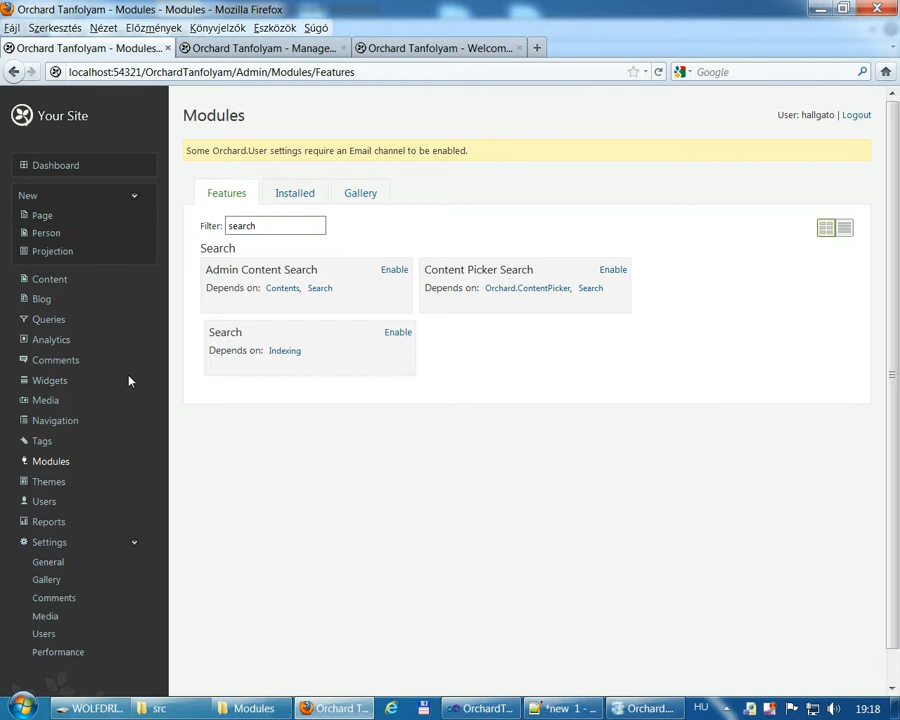 Orchard Tanfolyam - Modules - Modules - Mozilla Firefox
Fájl Szerkesztés Nézet Előzmények Könyvjelzők Eszközök Súgó
Orchard Tanfolyam - Modules... × Orchard Tanfolyam - Manage... × Orchard Tanfolyam - Welcom... × +
localhost:54321/OrchardTanfolyam/Admin/Modules/Features
Google
Your Site
Modules
User: hallgato | Logout
Some Orchard.User settings require an Email channel to be enabled.
Dashboard
New
Page
Person
Projection
Content
Blog
Queries
Analytics
Comments
Widgets
Media
Navigation
Tags
Modules
Themes
Users
Reports
Settings
General
Gallery
Comments
Media
Users
Performance
Features Installed Gallery
Filter: search
Search
Admin Content Search Enable
Depends on: Contents, Search
Content Picker Search Enable
Depends on: Orchard.ContentPicker, Search
Search Enable
Depends on: Indexing
WOLFDRI... src Modules Orchard T... OrchardT... *new 1 - ... Orchard.... HU 19:18